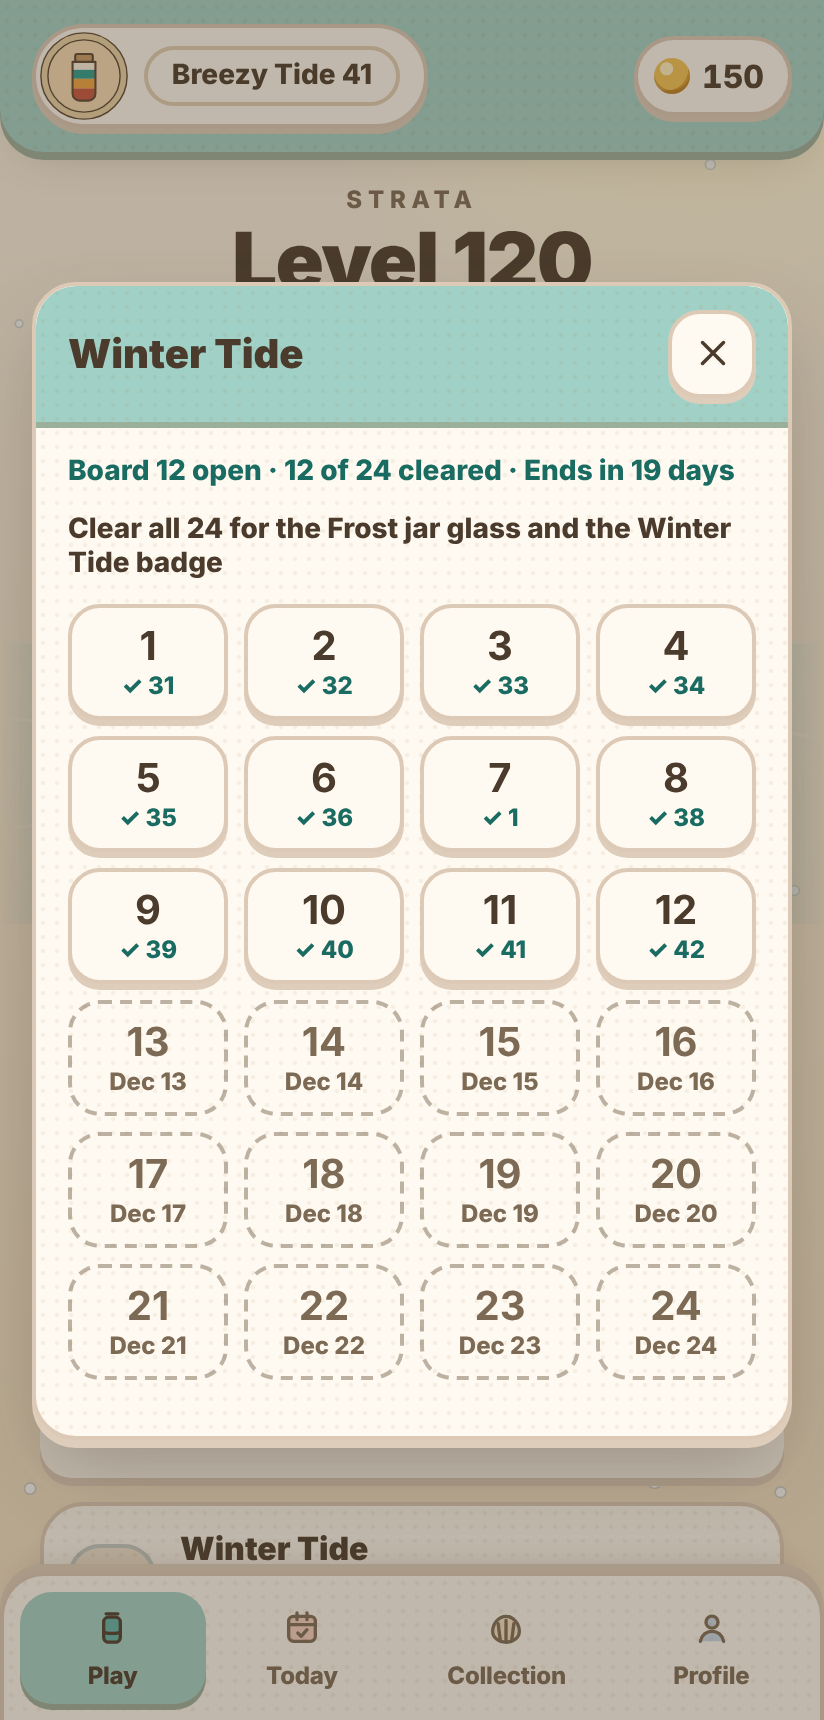 Breezy Tide 41
150
STRATA
Level 120
Winter Tide
Board 12 open · 12 of 24 cleared · Ends in 19 days
Clear all 24 for the Frost jar glass and the Winter
Tide badge
1 2 3 4
✓ 31 ✓ 32 ✓ 33 ✓ 34
5 6 7 8
✓ 35 ✓ 36 ✓ 1 ✓ 38
9 10 11 12
✓ 39 ✓ 40 ✓ 41 ✓ 42
13 14 15 16
Dec 13 Dec 14 Dec 15 Dec 16
17 18 19 20
Dec 17 Dec 18 Dec 19 Dec 20
21 22 23 24
Dec 21 Dec 22 Dec 23 Dec 24
Winter Tide
Play Today Collection Profile